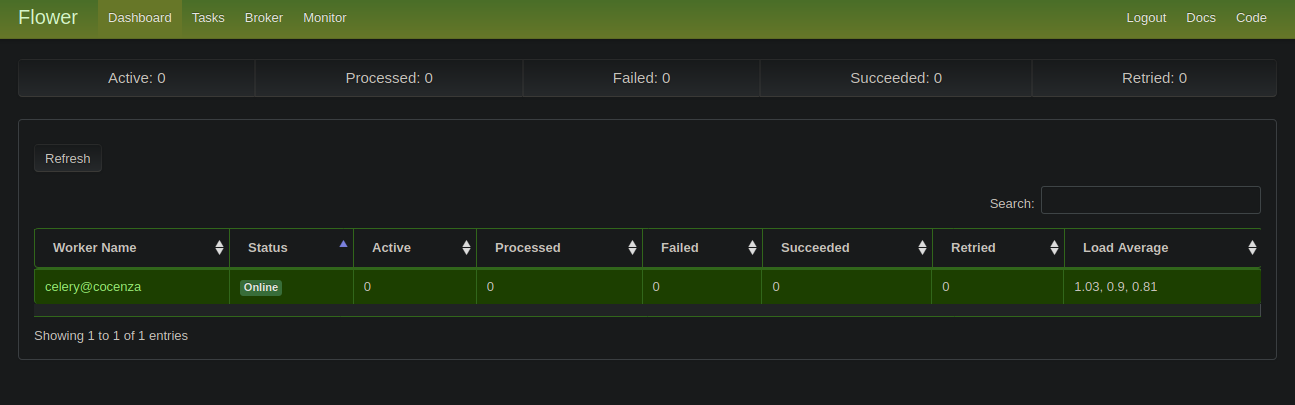 Flower Dashboard Tasks Broker Monitor Logout Docs Code
Active: 0 Processed: 0 Failed: 0 Succeeded: 0 Retried: 0
Refresh
Search:
Worker Name Status Active Processed Failed Succeeded Retried Load Average
celery@cocenza Online 0 0 0 0 0 1.03, 0.9, 0.81
Showing 1 to 1 of 1 entries